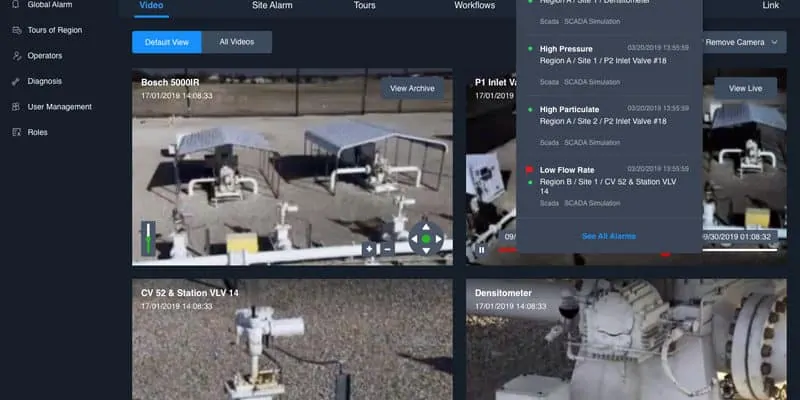 Global Alarm
Tours of Region
Operators
Diagnosis
User Management
Roles
Video
Site Alarm
Tours
Workflows
Link
Default View
All Videos
/ Remove Camera
Bosch 5000IR
17/01/2019 14:08:33
View Archive
P1 Inlet Va
17/01/2019
View Live
Region A / Site 1 / Densitometer
Scada SCADA Simulation
High Pressure
03/20/2019 13:55:59
Region A / Site 1 / P2 Inlet Valve #18
Scada SCADA Simulation
High Particulate
03/20/2019 13:55:59
Region A / Site 2 / P2 Inlet Valve #18
Scada SCADA Simulation
Low Flow Rate
03/20/2019 13:55:59
Region B / Site 1 / CV 52 & Station VLV
14
Scada SCADA Simulation
See All Alarms
09/
09/30/2019 01:08:32
CV 52 & Station VLV 14
17/01/2019 14:08:33
Densitometer
17/01/2019 14:08:33